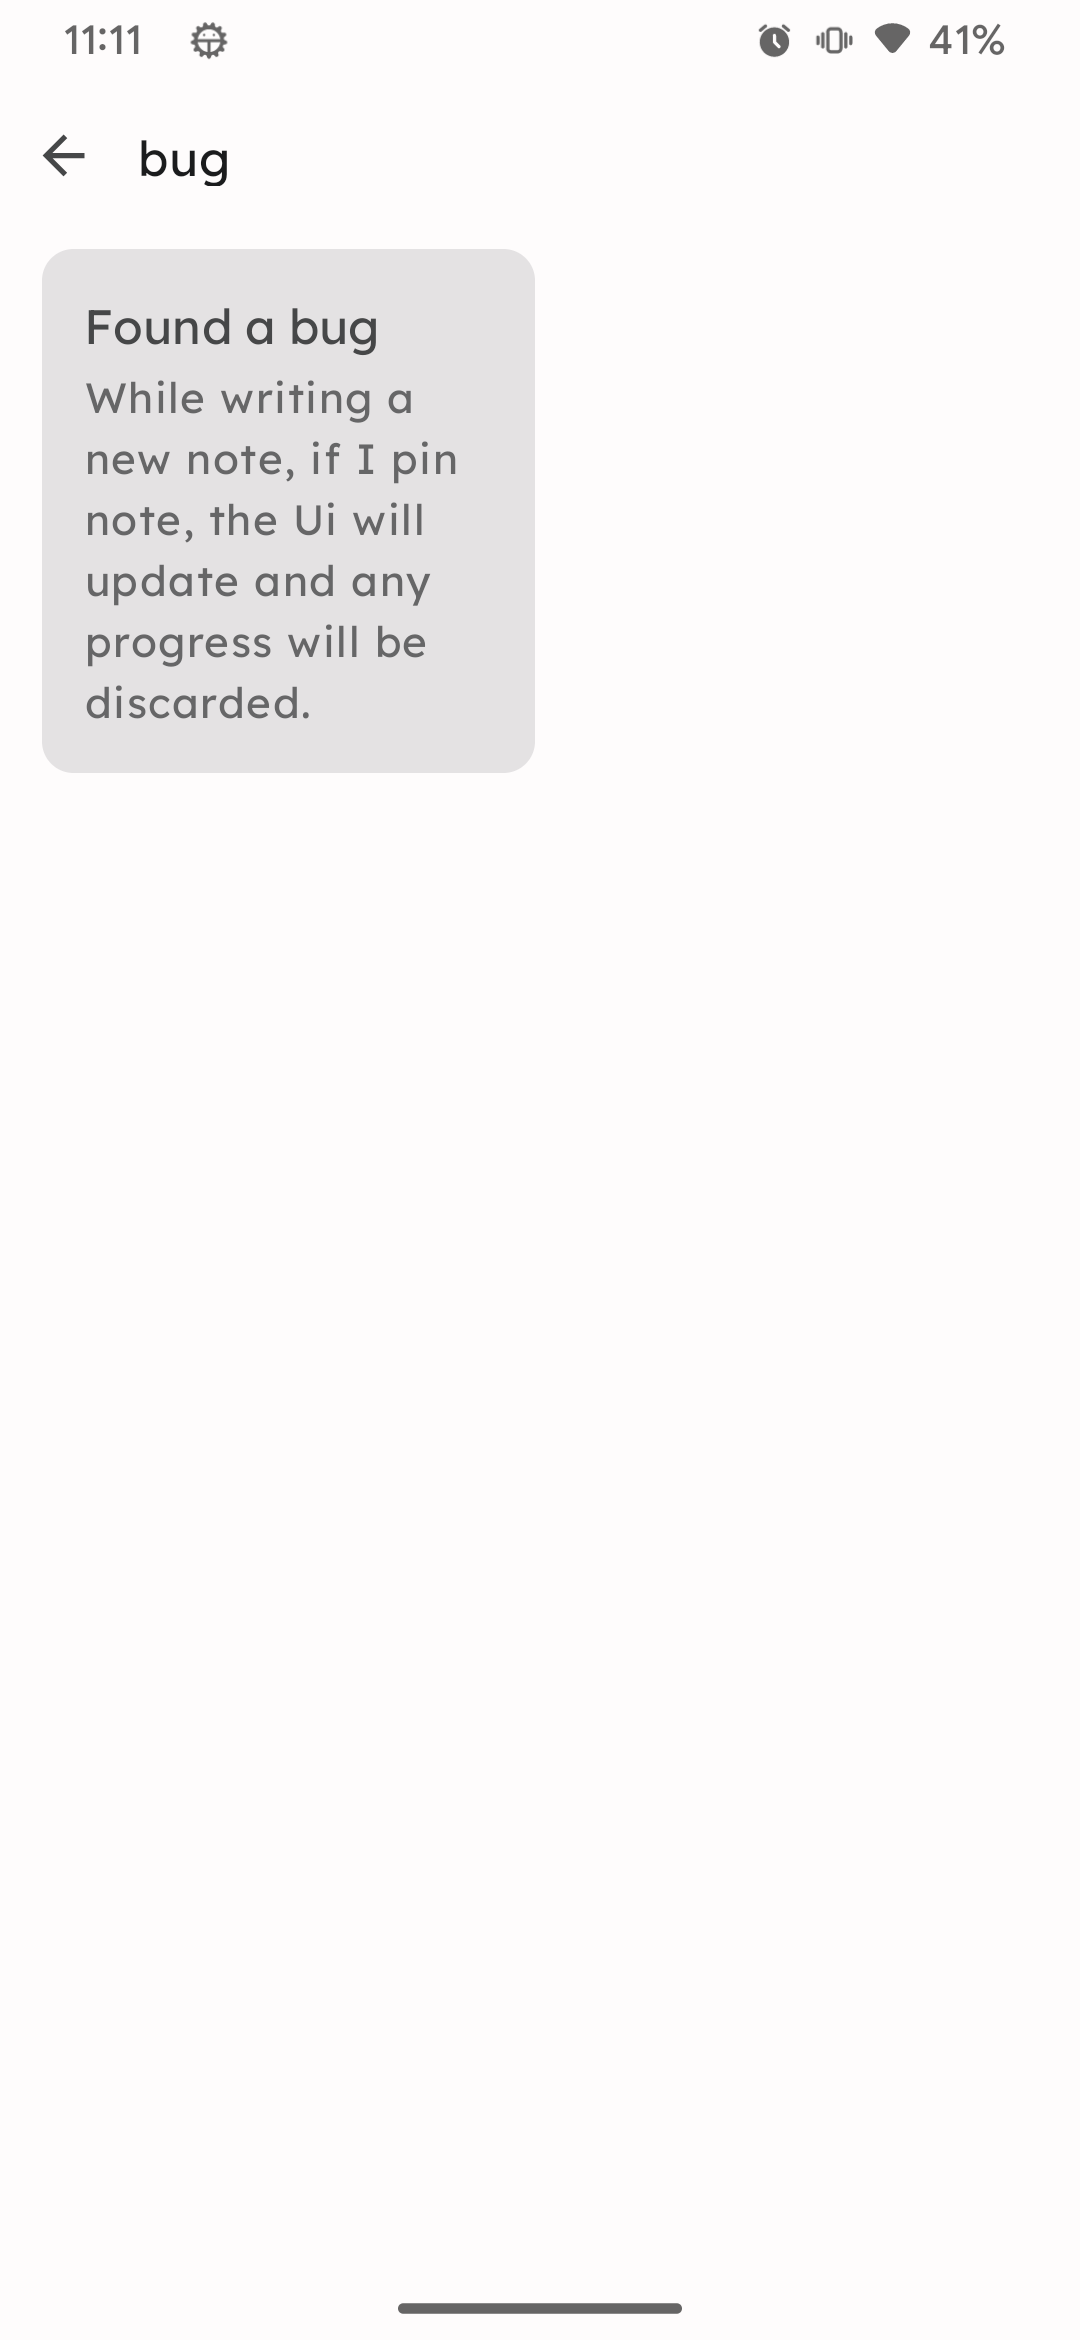 11:11 41%
bug
Found a bug
While writing a
new note, if I pin
note, the Ui will
update and any
progress will be
discarded.